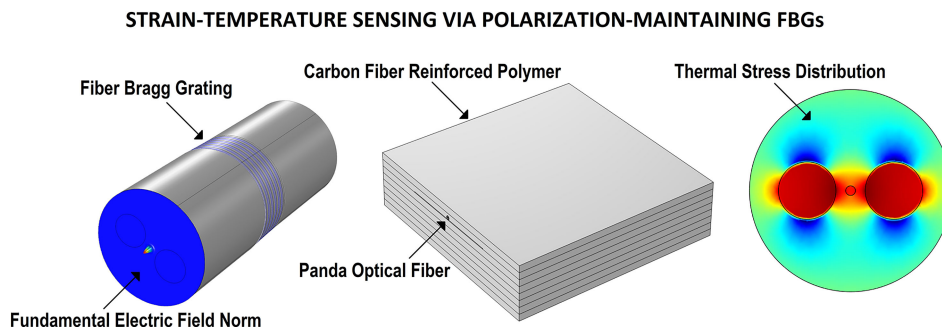 STRAIN-TEMPERATURE SENSING VIA POLARIZATION-MAINTAINING FBGs
Fiber Bragg Grating
Carbon Fiber Reinforced Polymer
Thermal Stress Distribution
Panda Optical Fiber
Fundamental Electric Field Norm